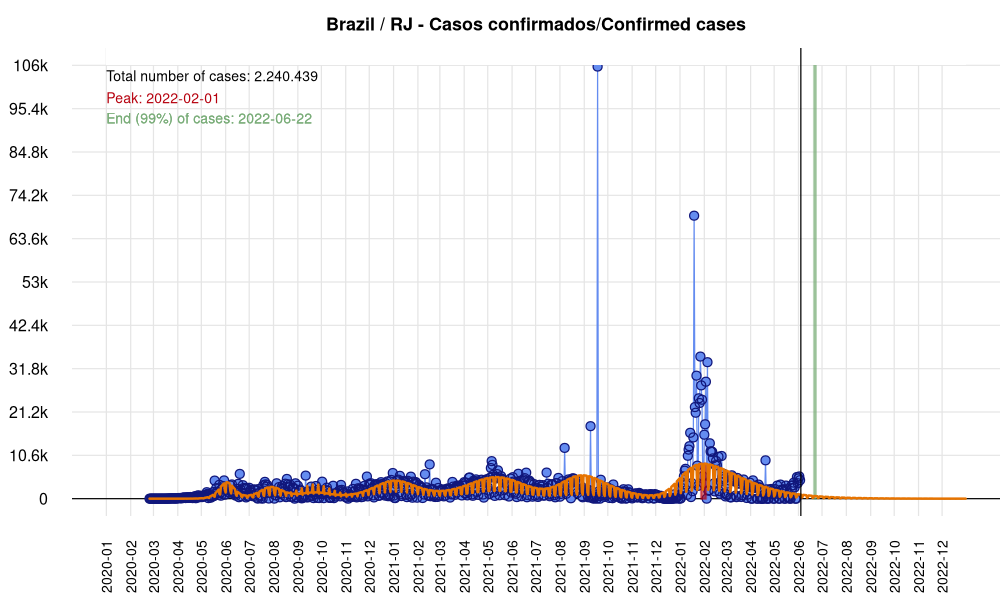 Brazil / RJ - Casos confirmados/Confirmed cases
106k
95.4k
84.8k
74.2k
63.6k
53k
42.4k
31.8k
21.2k
10.6k
0
Total number of cases: 2.240.439
Peak: 2022-02-01
End (99%) of cases: 2022-06-22
2020-01
2020-02
2020-03
2020-04
2020-05
2020-06
2020-07
2020-08
2020-09
2020-10
2020-11
2020-12
2021-01
2021-02
2021-03
2021-04
2021-05
2021-06
2021-07
2021-08
2021-09
2021-10
2021-11
2021-12
2022-01
2022-02
2022-03
2022-04
2022-05
2022-06
2022-07
2022-08
2022-09
2022-10
2022-11
2022-12